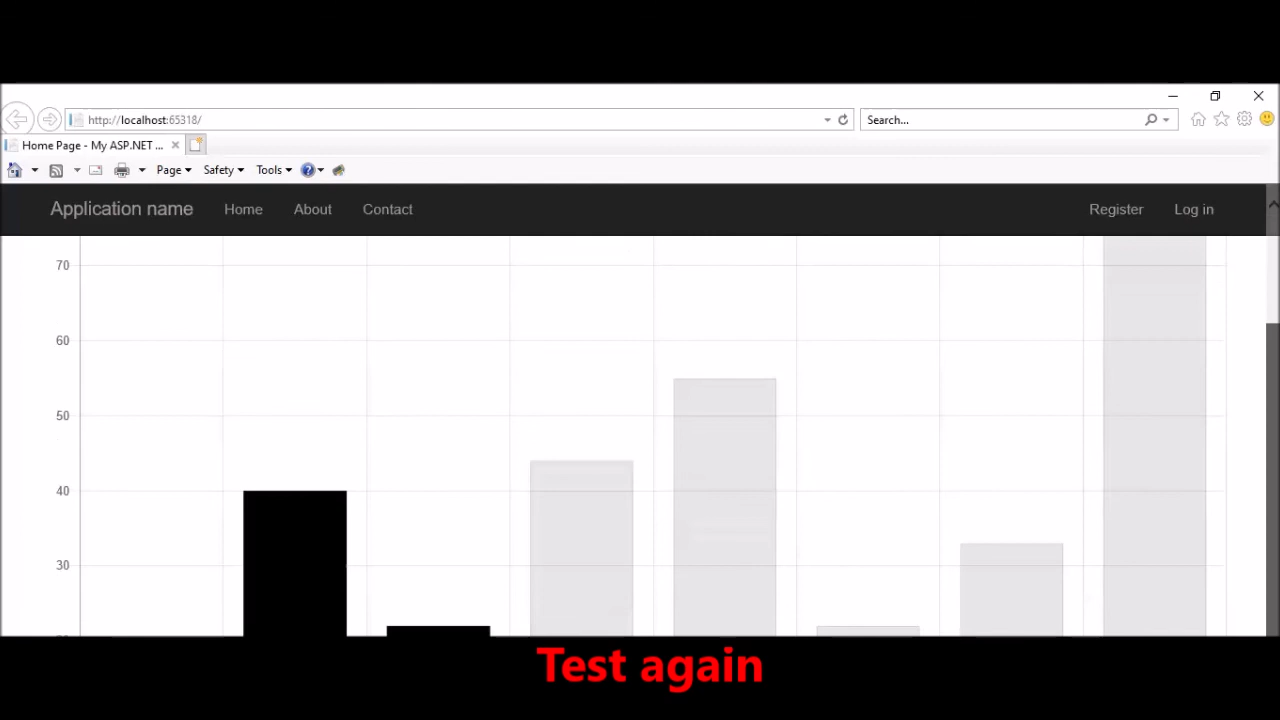 http://localhost:65318/
Search...
Home Page - My ASP.NET ...
Page Safety Tools
Application name Home About Contact Register Log in
70
60
50
40
30
Test again